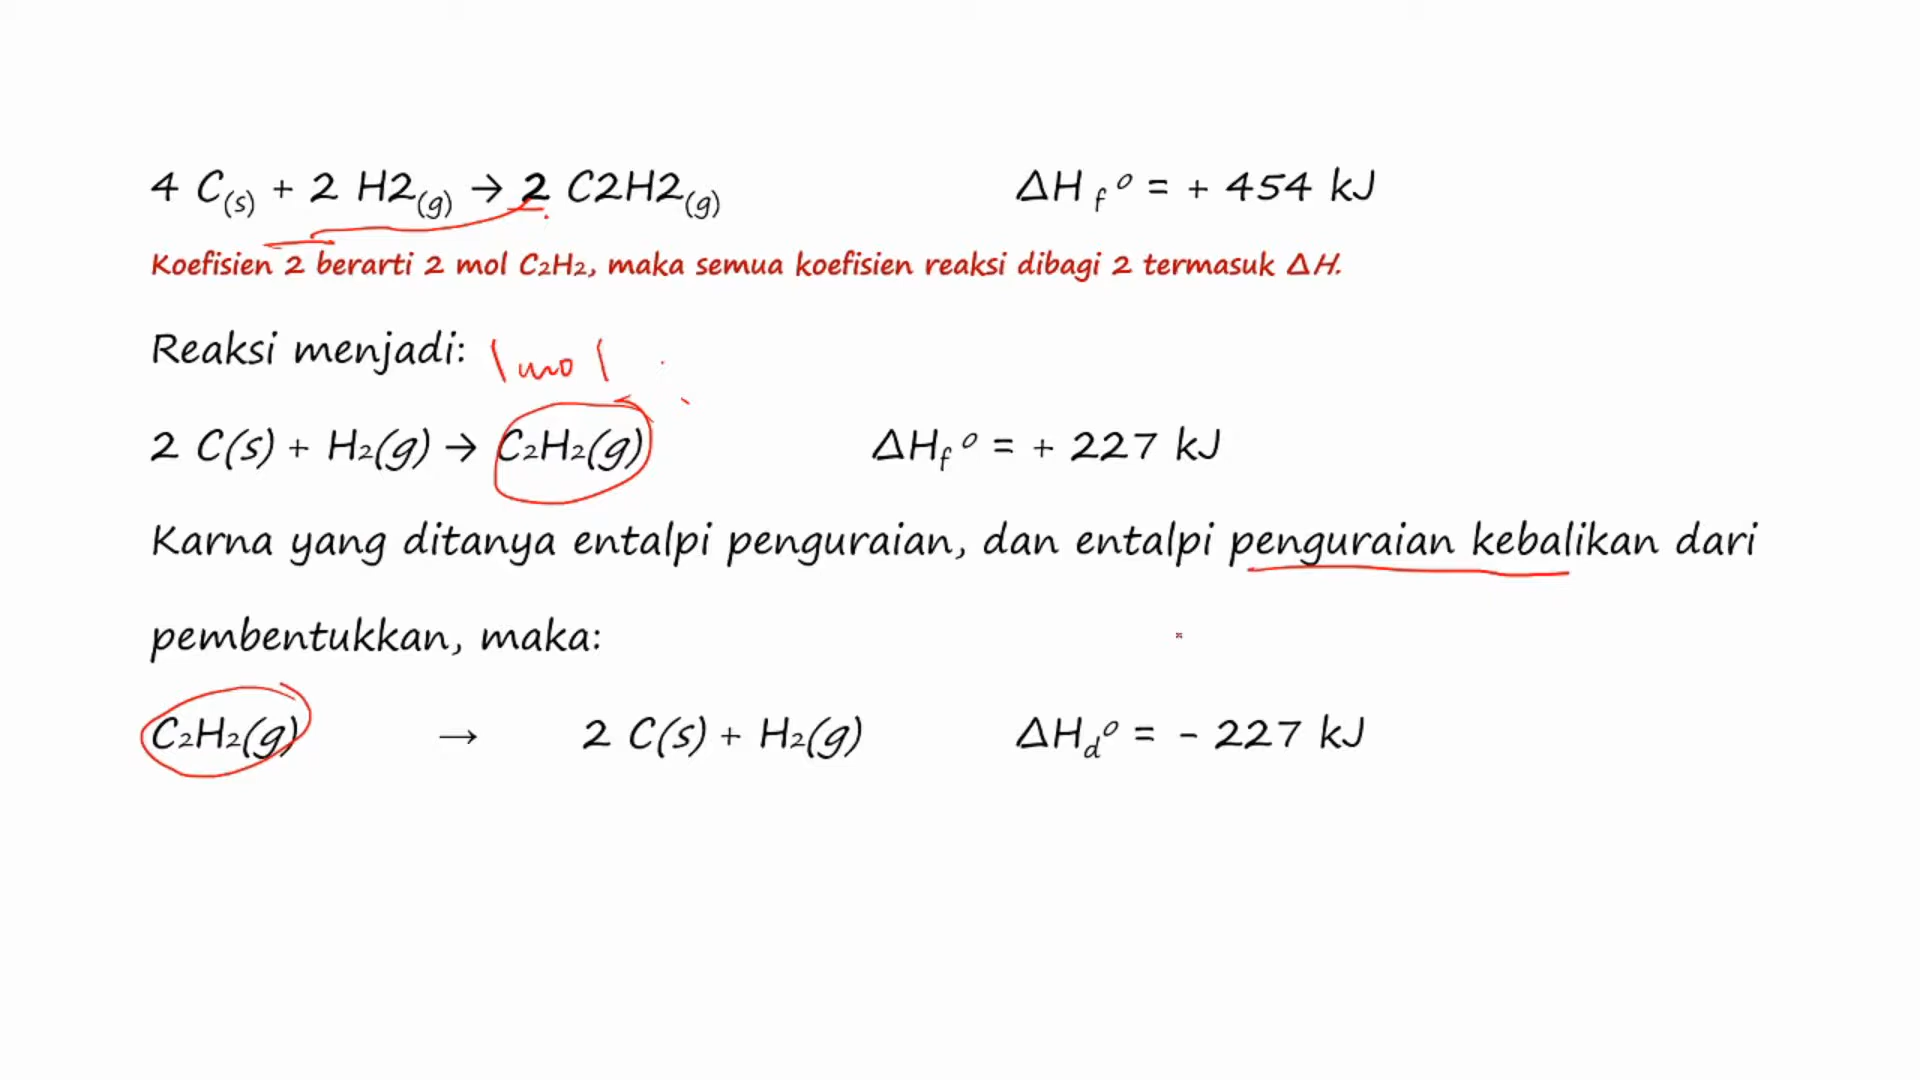 4 C(s) + 2 H2(g) → 2 C2H2(g) ΔH f° = + 454 kJ
Koefisien 2 berarti 2 mol C₂H₂, maka semua koefisien reaksi dibagi 2 termasuk ΔH.
Reaksi menjadi: 1 mol
2 C(s) + H₂(g) → C₂H₂(g) ΔHf° = + 227 kJ
Karna yang ditanya entalpi penguraian, dan entalpi penguraian kebalikan dari
pembentukkan, maka:
C₂H₂(g) → 2 C(s) + H₂(g) ΔHd° = - 227 kJ